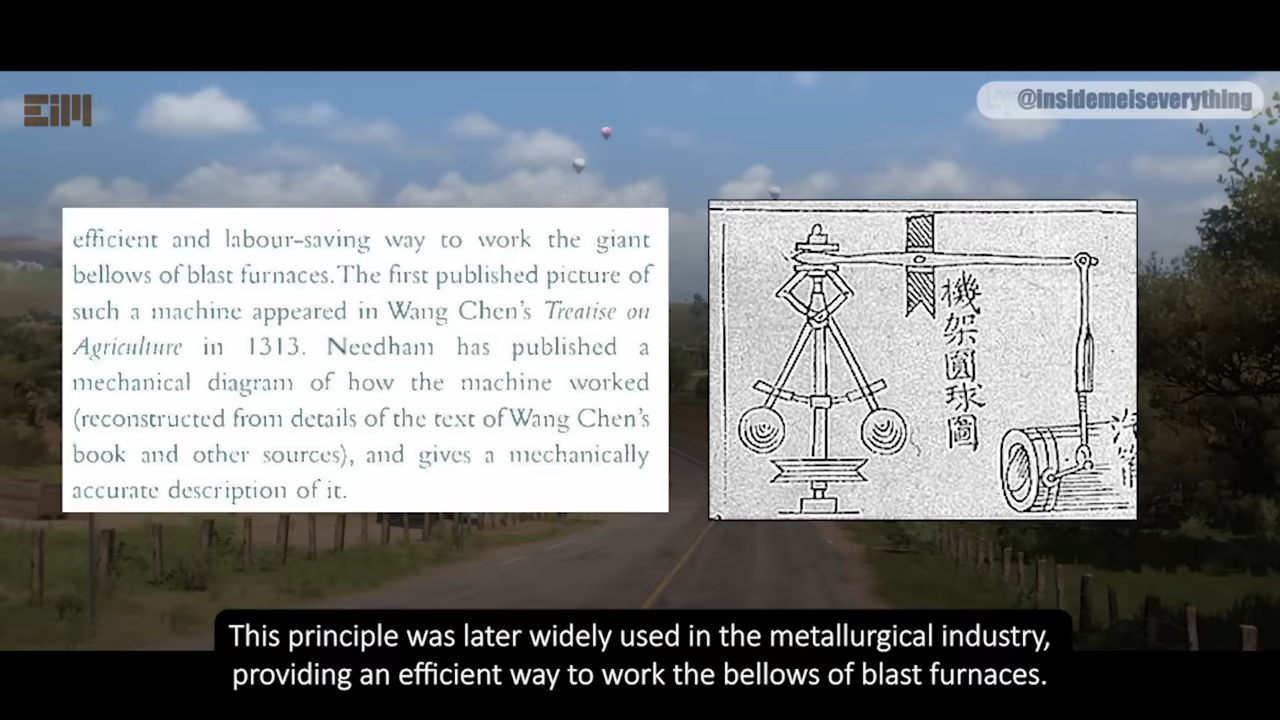 EiM
@insidemeiseverything
efficient and labour-saving way to work the giant
bellows of blast furnaces. The first published picture of
such a machine appeared in Wang Chen's Treatise on
Agriculture in 1313. Needham has published a
mechanical diagram of how the machine worked
(reconstructed from details of the text of Wang Chen's
book and other sources), and gives a mechanically
accurate description of it.
機架圓球圖
This principle was later widely used in the metallurgical industry,
providing an efficient way to work the bellows of blast furnaces.